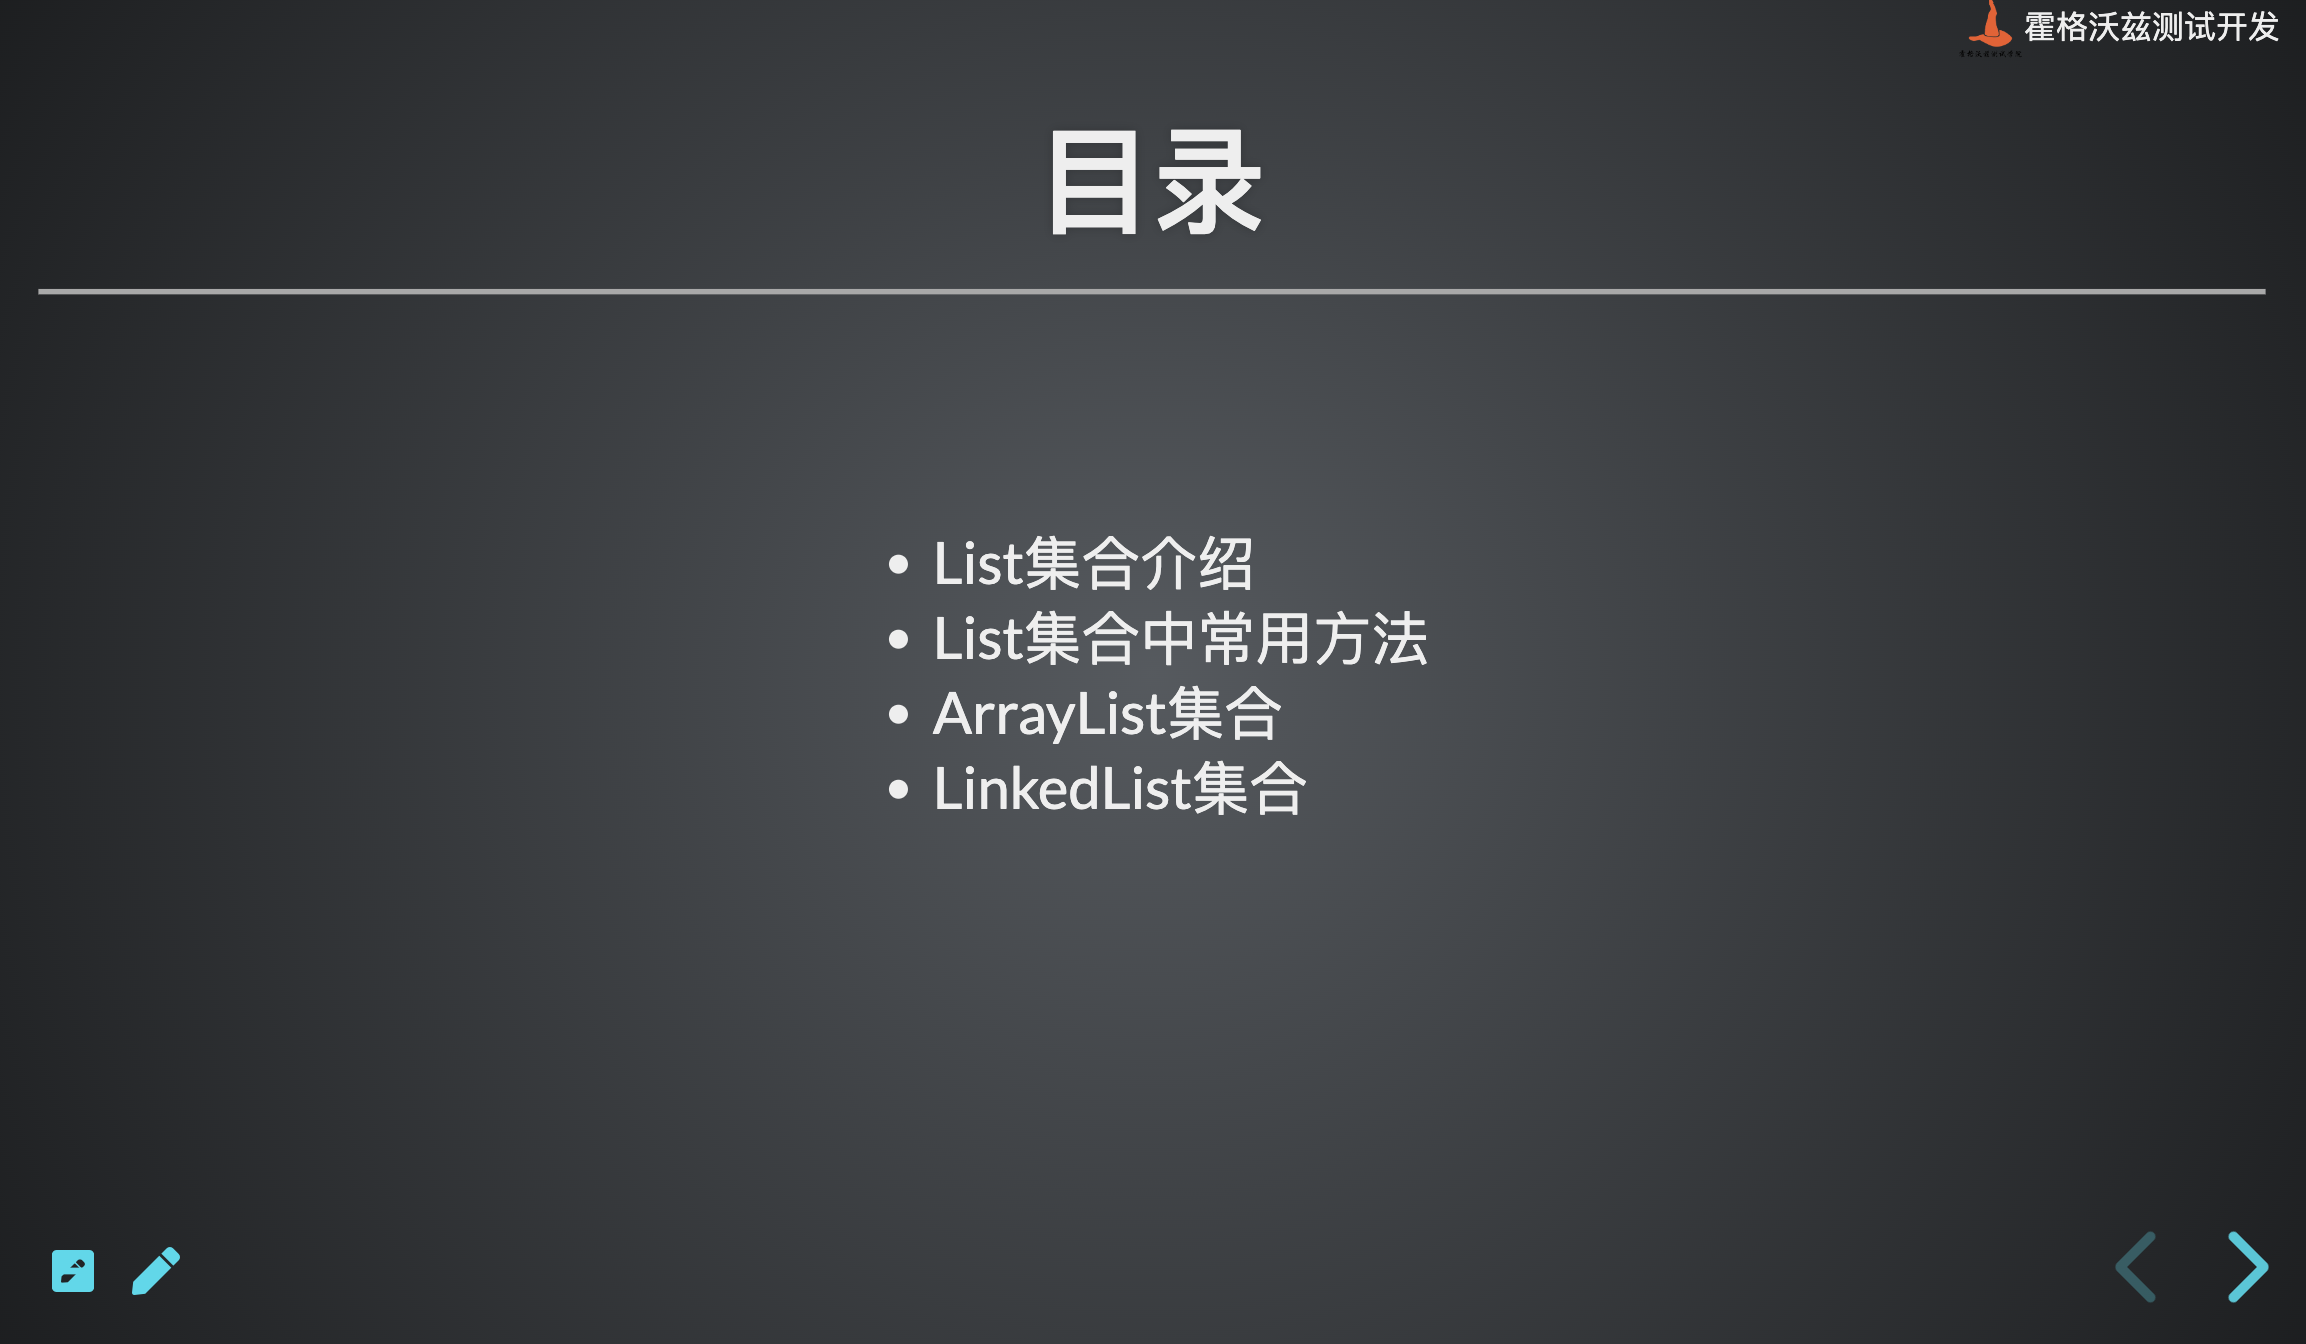 霍格沃兹测试开发
目录
List集合介绍
List集合中常用方法
ArrayList集合
LinkedList集合